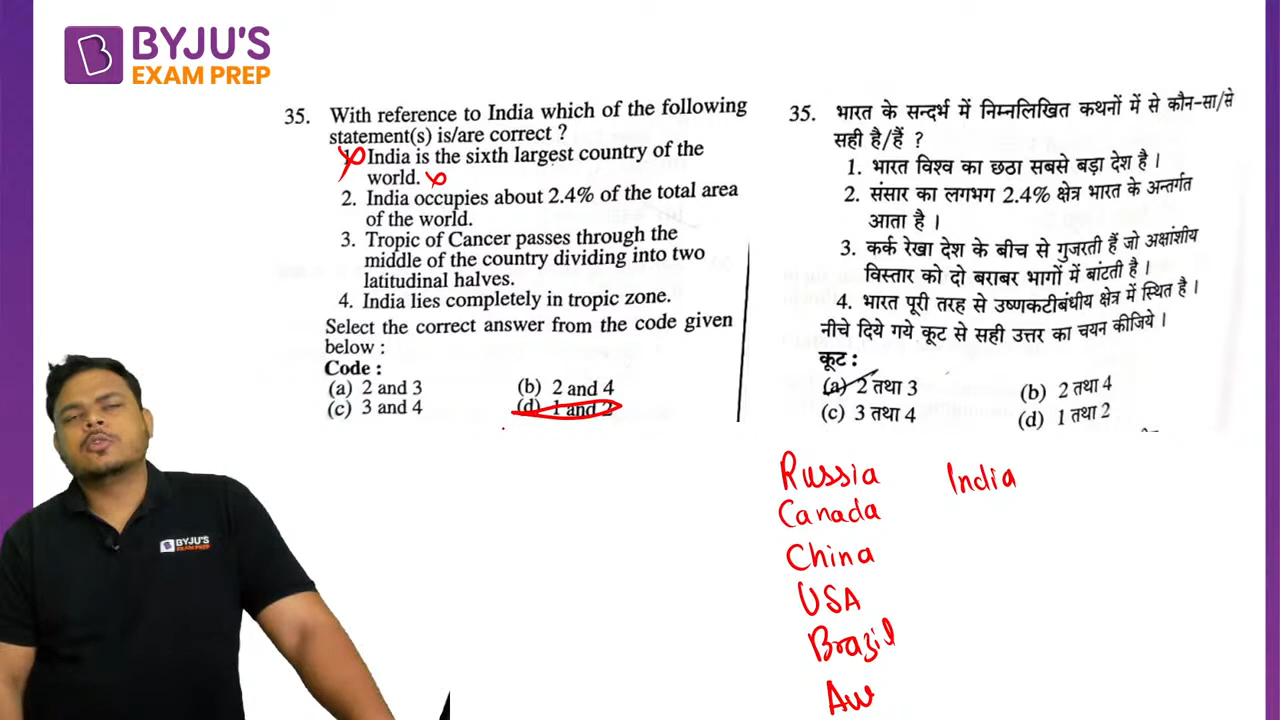 BYJU'S
EXAM PREP
35. With reference to India which of the following
statement(s) is/are correct ?
1. India is the sixth largest country of the
world.
2. India occupies about 2.4% of the total area
of the world.
3. Tropic of Cancer passes through the
middle of the country dividing into two
latitudinal halves.
4. India lies completely in tropic zone.
Select the correct answer from the code given
below :
Code :
(a) 2 and 3 (b) 2 and 4
(c) 3 and 4 (d) 1 and 2
35. भारत के सन्दर्भ में निम्नलिखित कथनों में से कौन-सा/से
सही है/हैं ?
1. भारत विश्व का छठा सबसे बड़ा देश है।
2. संसार का लगभग 2.4% क्षेत्र भारत के अन्तर्गत
आता है ।
3. कर्क रेखा देश के बीच से गुजरती हैं जो अक्षांशीय
विस्तार को दो बराबर भागों में बांटती है।
4. भारत पूरी तरह से उष्णकटीबंधीय क्षेत्र में स्थित है।
नीचे दिये गये कूट से सही उत्तर का चयन कीजिये ।
कूट :
(a) 2 तथा 3 (b) 2 तथा 4
(c) 3 तथा 4 (d) 1 तथा 2
Russia India
Canada
China
USA
Brazil
BYJU'S
EXAM PREP